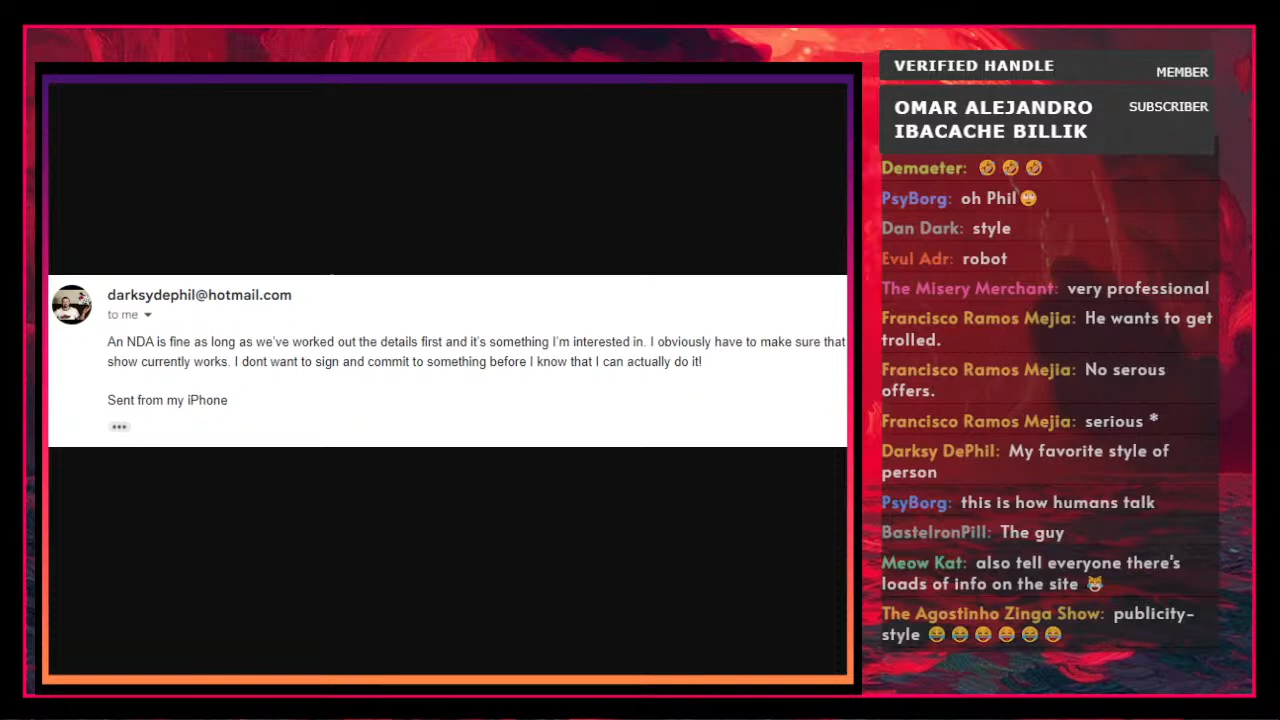 darksydephil@hotmail.com
to me
An NDA is fine as long as we've worked out the details first and it's something I'm interested in. I obviously have to make sure that
show currently works. I dont want to sign and commit to something before I know that I can actually do it!
Sent from my iPhone
VERIFIED HANDLE
MEMBER
OMAR ALEJANDRO
IBACACHE BILLIK
SUBSCRIBER
Demaeter: 🤣 🤣 🤣
PsyBorg: oh Phil🙄
Dan Dark: style
Evul Adr: robot
The Misery Merchant: very professional
Francisco Ramos Mejia: He wants to get
trolled.
Francisco Ramos Mejia: No serous
offers.
Francisco Ramos Mejia: serious *
Darksy DePhil: My favorite style of
person
PsyBorg: this is how humans talk
BastelronPill: The guy
Meow Kat: also tell everyone there's
loads of info on the site 😸
The Agostinho Zinga Show: publicity-
style 😂 😂 😂 😂 😂 😂